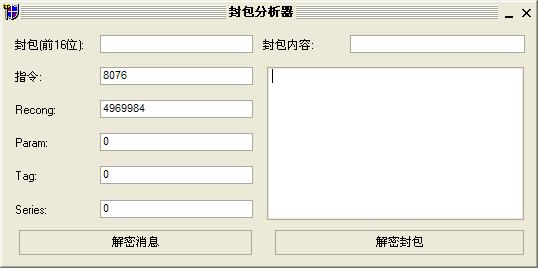 封包分析器
封包(前16位): 封包内容:
指令: 8076
Recong: 4969984
Param: 0
Tag: 0
Series: 0
解密消息 解密封包